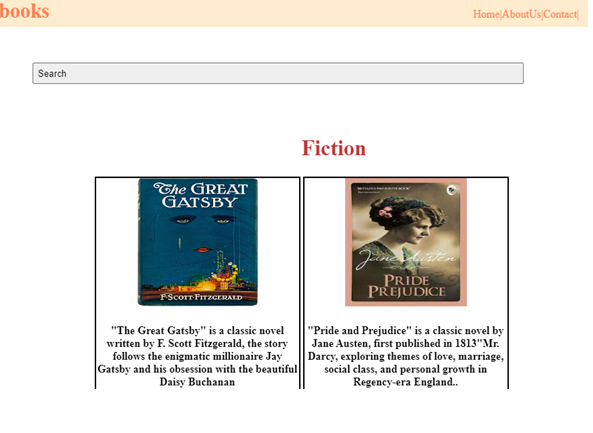 books
Home|AboutUs|Contact|
Search
Fiction
The GREAT
GATSBY
F·SCOTT·FITZGERALD
"The Great Gatsby" is a classic novel
written by F. Scott Fitzgerald, the story
follows the enigmatic millionaire Jay
Gatsby and his obsession with the beautiful
Daisy Buchanan
Jane Austen
PRIDE
PREJUDICE
"Pride and Prejudice" is a classic novel by
Jane Austen, first published in 1813"Mr.
Darcy, exploring themes of love, marriage,
social class, and personal growth in
Regency-era England..